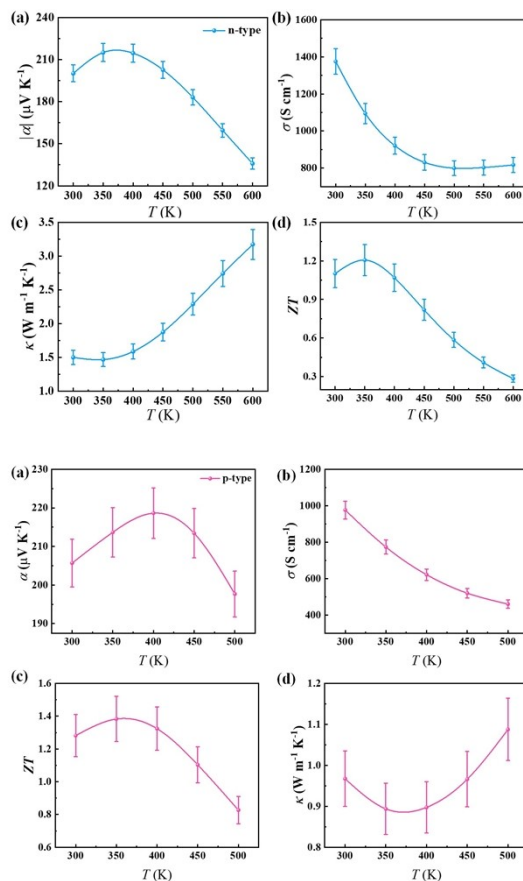 (a)
n-type
240
210
180
150
120
|α| (μV K⁻¹)
300 350 400 450 500 550 600
T (K)
(b)
1600
1400
1200
1000
800
600
σ (S cm⁻¹)
300 350 400 450 500 550 600
T (K)
(c)
3.5
3.0
2.5
2.0
1.5
1.0
κ (W m⁻¹ K⁻¹)
300 350 400 450 500 550 600
T (K)
(d)
1.5
1.2
0.9
0.6
0.3
ZT
300 350 400 450 500 550 600
T (K)
(a)
p-type
230
220
210
200
190
α (μV K⁻¹)
300 350 400 450 500
T (K)
(b)
1200
1000
800
600
400
σ (S cm⁻¹)
300 350 400 450 500
T (K)
(c)
1.6
1.4
1.2
1.0
0.8
0.6
ZT
300 350 400 450 500
T (K)
(d)
1.2
1.1
1.0
0.9
0.8
κ (W m⁻¹ K⁻¹)
300 350 400 450 500
T (K)